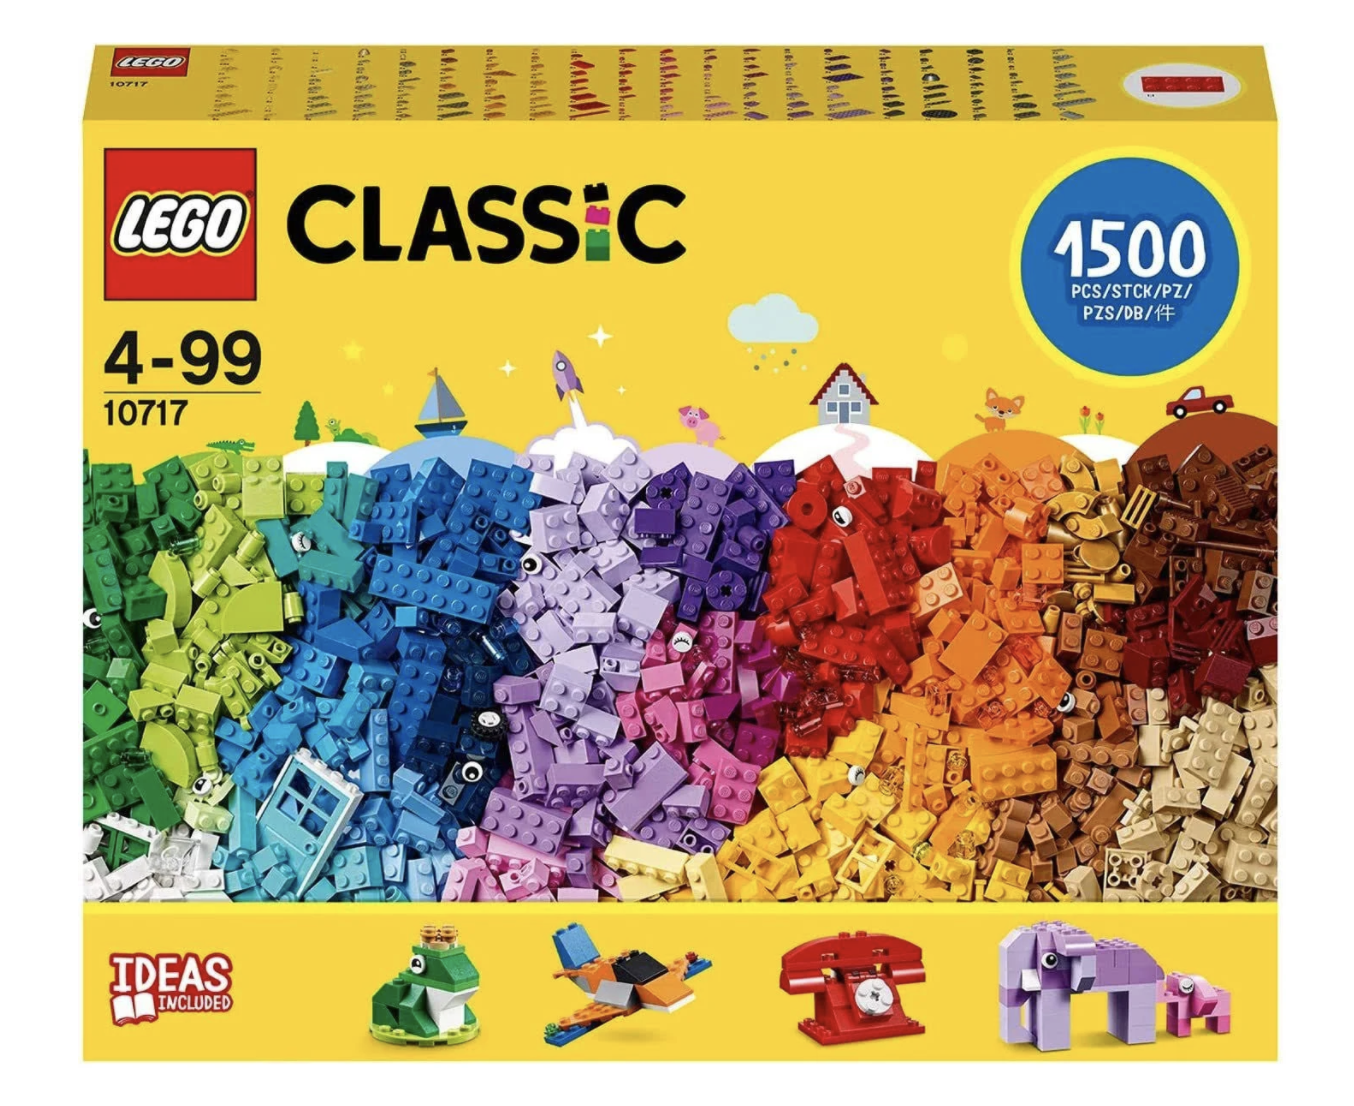 LEGO
10717
LEGO
CLASSiC
1500
PCS/STCK/PZ/
PZS/DB/件
4-99
10717
IDEAS
INCLUDED